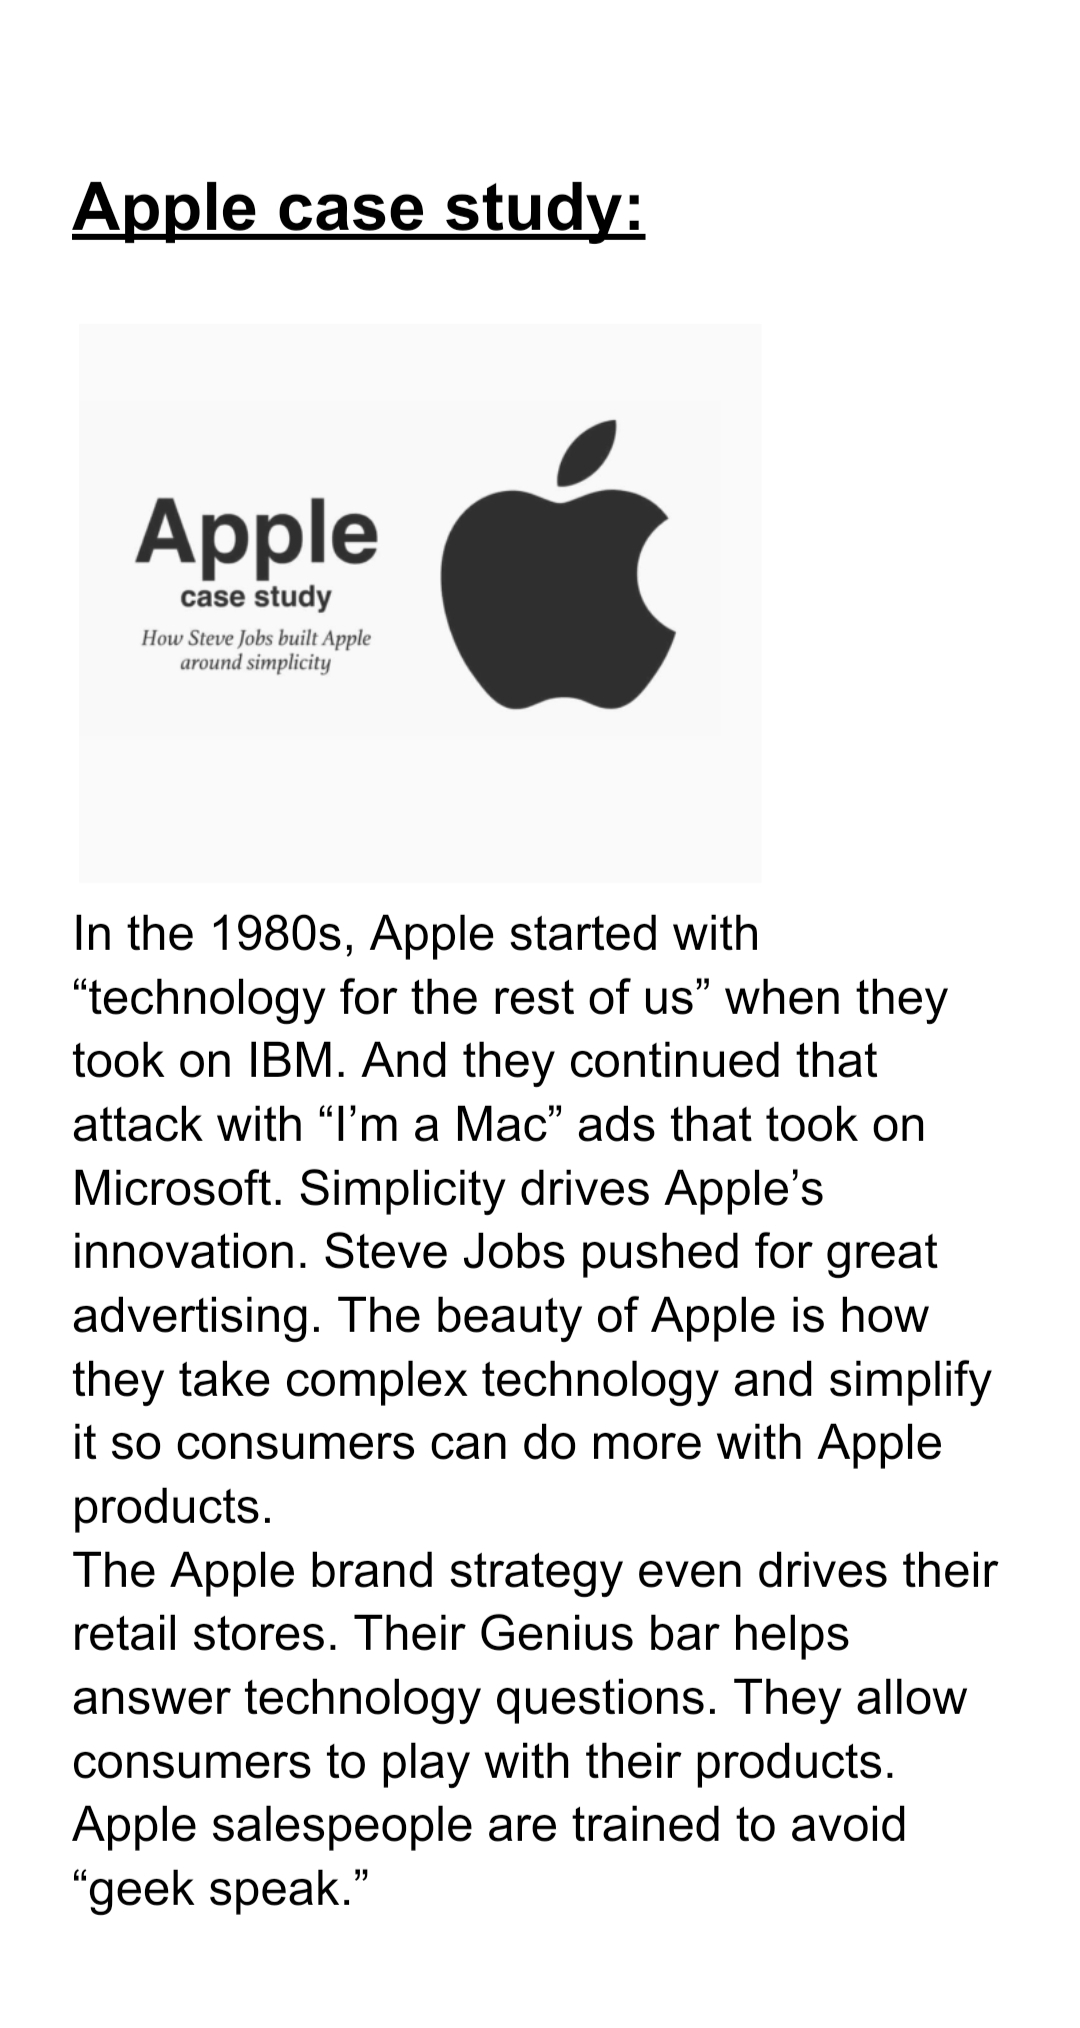 Apple case study:
Apple
case study
How Steve Jobs built Apple
around simplicity
In the 1980s, Apple started with
“technology for the rest of us” when they
took on IBM. And they continued that
attack with “I’m a Mac” ads that took on
Microsoft. Simplicity drives Apple’s
innovation. Steve Jobs pushed for great
advertising. The beauty of Apple is how
they take complex technology and simplify
it so consumers can do more with Apple
products.
The Apple brand strategy even drives their
retail stores. Their Genius bar helps
answer technology questions. They allow
consumers to play with their products.
Apple salespeople are trained to avoid
“geek speak.”